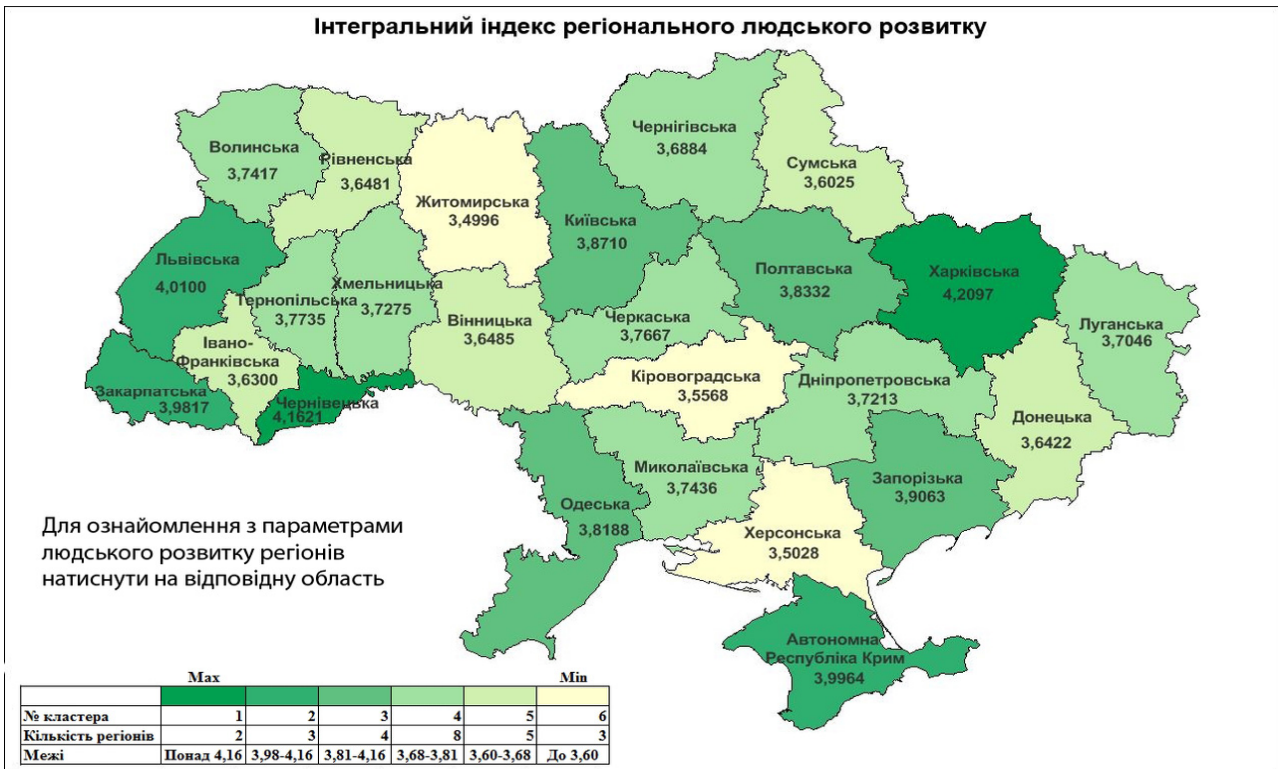 Інтегральний індекс регіонального людського розвитку
Волинська
3,7417
Рівненська
3,6481
Житомирська
3,4996
Київська
3,8710
Чернігівська
3,6884
Сумська
3,6025
Львівська
4,0100
Тернопільська
3,7735
Хмельницька
3,7275
Вінницька
3,6485
Черкаська
3,7667
Полтавська
3,8332
Харківська
4,2097
Луганська
3,7046
Івано-
Франківська
3,6300
Закарпатська
3,9817
Чернівецька
4,1621
Кіровоградська
3,5568
Дніпропетровська
3,7213
Донецька
3,6422
Одеська
3,8188
Миколаївська
3,7436
Запорізька
3,9063
Херсонська
3,5028
Автономна
Республіка Крим
3,9964
Для ознайомлення з параметрами
людського розвитку регіонів
натиснути на відповідну область
Max Min
№ кластера 1 2 3 4 5 6
Кількість регіонів 2 3 4 8 5 3
Межі Понад 4,16 3,98-4,16 3,81-4,16 3,68-3,81 3,60-3,68 До 3,60